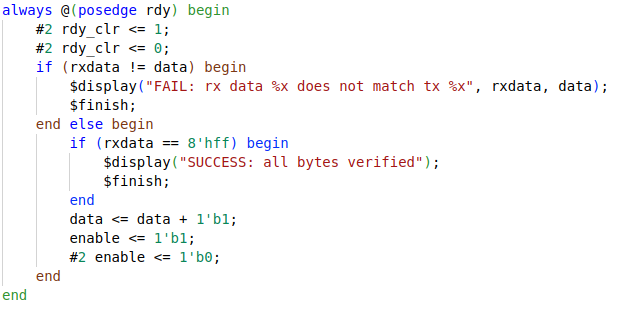 always @(posedge rdy) begin
    #2 rdy_clr <= 1;
    #2 rdy_clr <= 0;
    if (rxdata != data) begin
        $display("FAIL: rx data %x does not match tx %x", rxdata, data);
        $finish;
    end else begin
        if (rxdata == 8'hff) begin
            $display("SUCCESS: all bytes verified");
            $finish;
        end
        data <= data + 1'b1;
        enable <= 1'b1;
        #2 enable <= 1'b0;
    end
end